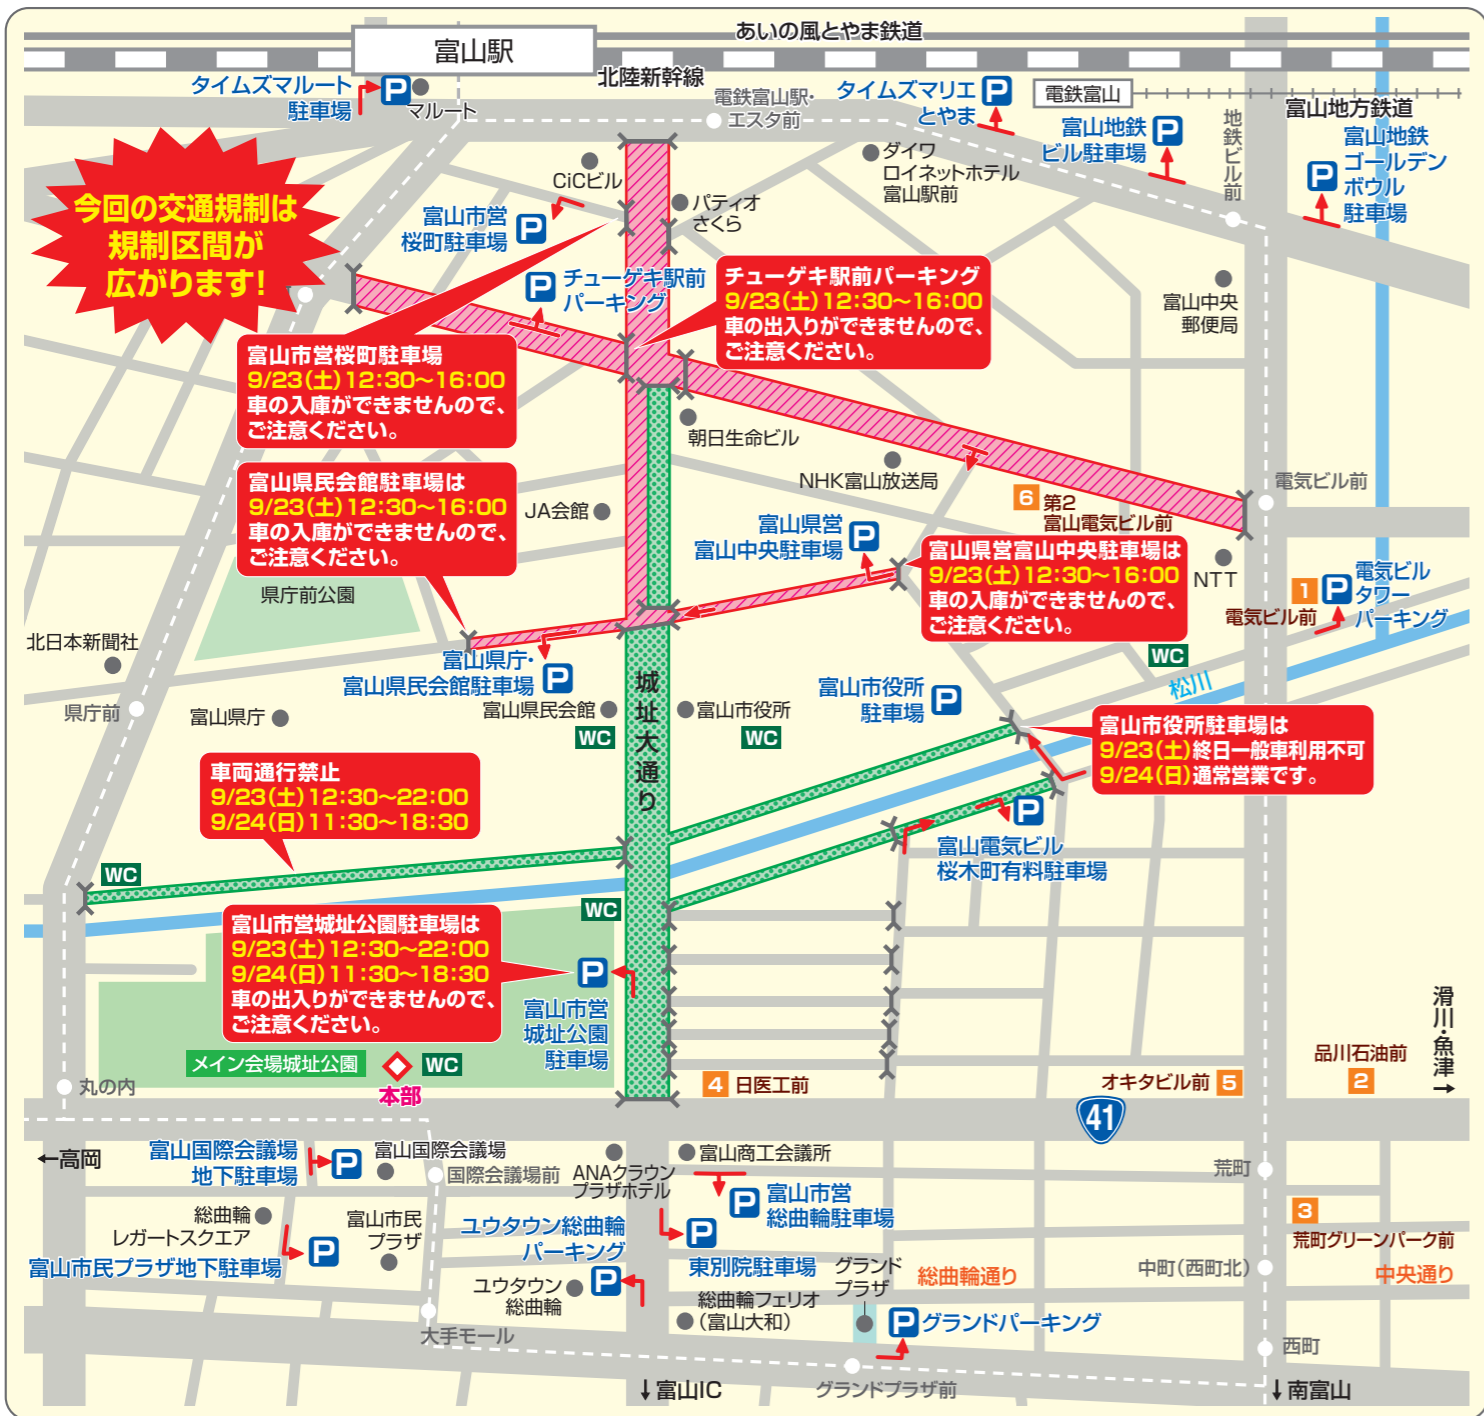 あいの風とやま鉄道
富山駅
北陸新幹線
タイムズマルート
駐車場
P
マルート
電鉄富山駅・
エスタ前
タイムズマリエ
とやま
P
電鉄富山
富山地方鉄道
富山地鉄
ビル駐車場
P
地鉄ビル前
富山地鉄
ゴールデン
ボウル
駐車場
P
今回の交通規制は
規制区間が
広がります!
CiCビル
ダイワ
ロイネットホテル
富山駅前
パティオ
さくら
富山市営
桜町駐車場
P
P
チューゲキ駅前
パーキング
チューゲキ駅前パーキング
9/23(土)12:30〜16:00
車の出入りができませんので、
ご注意ください。
富山中央
郵便局
富山市営桜町駐車場
9/23(土)12:30〜16:00
車の入庫ができませんので、
ご注意ください。
朝日生命ビル
NHK富山放送局
富山県民会館駐車場は
9/23(土)12:30〜16:00
車の入庫ができませんので、
ご注意ください。
JA会館
6 第2
富山電気ビル前
電気ビル前
富山県営
富山中央駐車場
P
富山県営富山中央駐車場は
9/23(土)12:30〜16:00
車の入庫ができませんので、
ご注意ください。
NTT
1
電気ビル前
P
電気ビル
タワー
パーキング
県庁前公園
北日本新聞社
WC
松川
富山県庁・
富山県民会館駐車場
P
城址大通り
県庁前
富山県庁
富山県民会館
WC
富山市役所
WC
富山市役所
駐車場
P
富山市役所駐車場は
9/23(土)終日一般車利用不可
9/24(日)通常営業です。
車両通行禁止
9/23(土)12:30〜22:00
9/24(日)11:30〜18:30
P
富山電気ビル
桜木町有料駐車場
WC
WC
富山市営城址公園駐車場は
9/23(土)12:30〜22:00
9/24(日)11:30〜18:30
車の出入りができませんので、
ご注意ください。
P
富山市営
城址公園
駐車場
滑川・魚津→
メイン会場城址公園
本部
WC
丸の内
4 日医工前
オキタビル前 5
品川石油前
2
41
←高岡
富山国際会議場
地下駐車場
P
富山国際会議場
国際会議場前
ANAクラウン
プラザホテル
富山商工会議所
荒町
P
富山市営
総曲輪駐車場
総曲輪
レガートスクエア
富山市民
プラザ
ユウタウン総曲輪
パーキング
P
P
東別院駐車場
3
荒町グリーンパーク前
富山市民プラザ地下駐車場
P
ユウタウン
総曲輪
グランド
プラザ
総曲輪通り
中町(西町北)
中央通り
総曲輪フェリオ
(富山大和)
P
グランドパーキング
大手モール
西町
↓富山IC
グランドプラザ前
↓南富山